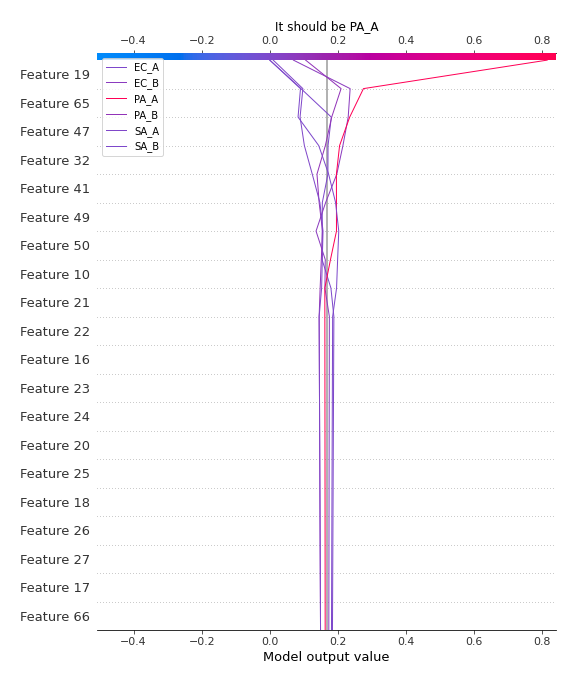 It should be PA_A
−0.4 −0.2 0.0 0.2 0.4 0.6 0.8
EC_A
EC_B
PA_A
PA_B
SA_A
SA_B
Feature 19
Feature 65
Feature 47
Feature 32
Feature 41
Feature 49
Feature 50
Feature 10
Feature 21
Feature 22
Feature 16
Feature 23
Feature 24
Feature 20
Feature 25
Feature 18
Feature 26
Feature 27
Feature 17
Feature 66
−0.4 −0.2 0.0 0.2 0.4 0.6 0.8
Model output value